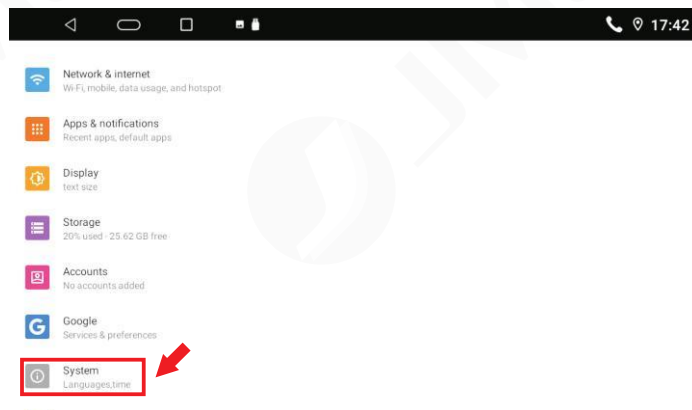 17:42
Network & internet
Wi-Fi, mobile, data usage, and hotspot
Apps & notifications
Recent apps, default apps
Display
text size
Storage
20% used - 25.62 GB free
Accounts
No accounts added
G
Google
Services & preferences
System
Languages,time